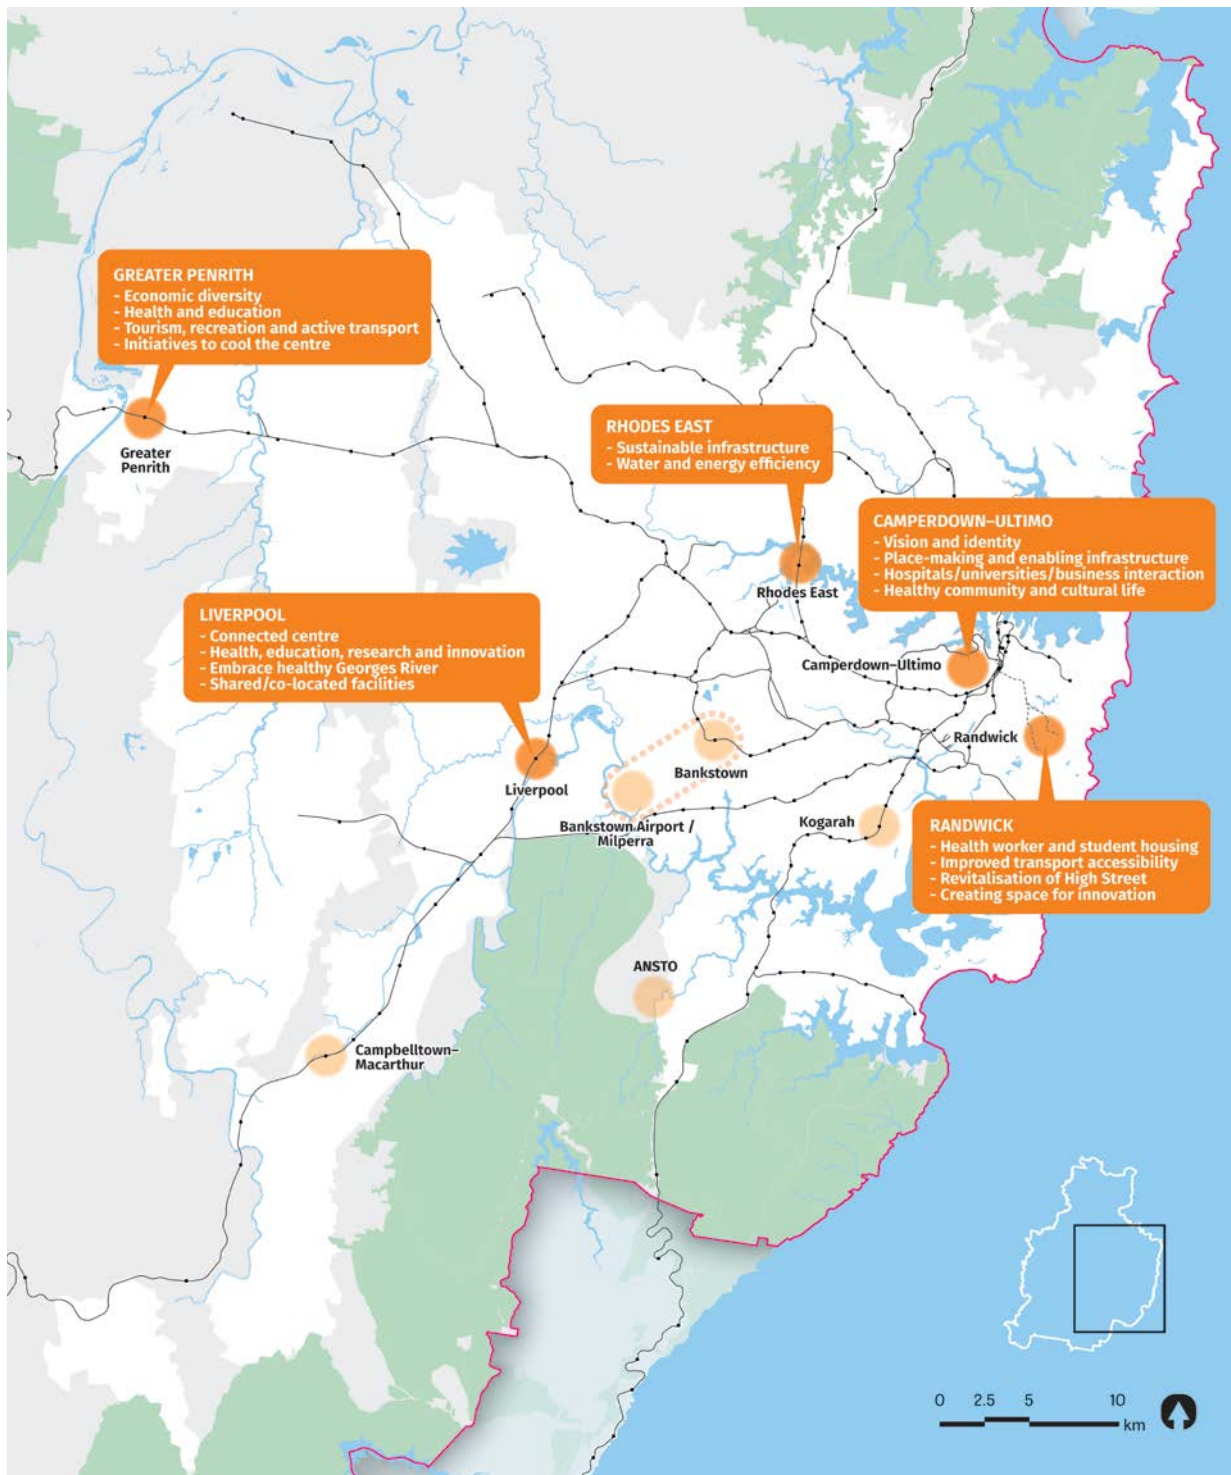 GREATER PENRITH
- Economic diversity
- Health and education
- Tourism, recreation and active transport
- Initiatives to cool the centre
Greater
Penrith
RHODES EAST
- Sustainable infrastructure
- Water and energy efficiency
Rhodes East
CAMPERDOWN–ULTIMO
- Vision and identity
- Place-making and enabling infrastructure
- Hospitals/universities/business interaction
- Healthy community and cultural life
Camperdown–Ultimo
LIVERPOOL
- Connected centre
- Health, education, research and innovation
- Embrace healthy Georges River
- Shared/co-located facilities
Liverpool
Bankstown
Bankstown Airport /
Milperra
Randwick
Kogarah
RANDWICK
- Health worker and student housing
- Improved transport accessibility
- Revitalisation of High Street
- Creating space for innovation
ANSTO
Campbelltown–
Macarthur
0 2.5 5 10
km